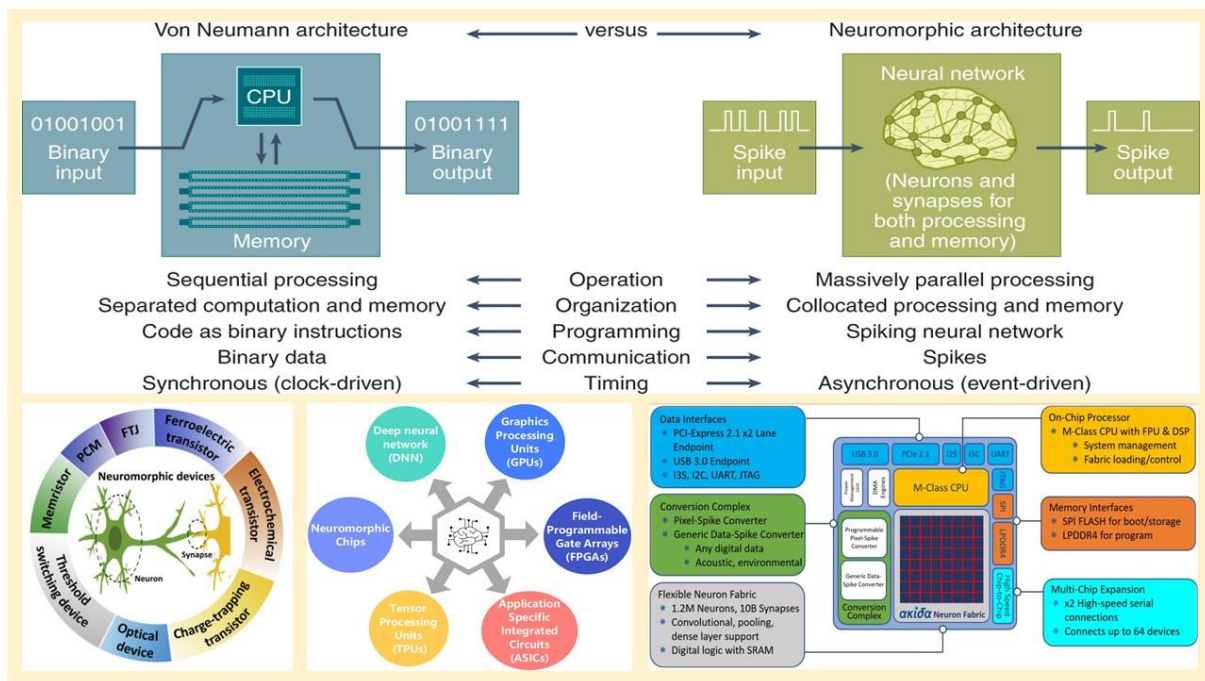 Von Neumann architecture versus Neuromorphic architecture
CPU
01001001
Binary
input
01001111
Binary
output
Memory
Neural network
Spike
input
Spike
output
(Neurons and
synapses for
both processing
and memory)
Sequential processing Operation Massively parallel processing
Separated computation and memory Organization Collocated processing and memory
Code as binary instructions Programming Spiking neural network
Binary data Communication Spikes
Synchronous (clock-driven) Timing Asynchronous (event-driven)
Neuromorphic devices
Memristor
PCM
FTJ
Ferroelectric
transistor
Electrochemical
transistor
Charge-trapping
transistor
Optical
device
Threshold
switching device
Synapse
Neuron
Deep neural
network
(DNN)
Graphics
Processing
Units
(GPUs)
Neuromorphic
Chips
Field-
Programmable
Gate Arrays
(FPGAs)
Tensor
Processing
Units
(TPUs)
Application
Specific
Integrated
Circuits
(ASICs)
Data Interfaces
PCI-Express 2.1 x2 Lane
Endpoint
USB 3.0 Endpoint
I3S, I2C, UART, JTAG
Conversion Complex
Pixel-Spike Converter
Generic Data-Spike Converter
Any digital data
Acoustic, environmental
Flexible Neuron Fabric
1.2M Neurons, 10B Synapses
Convolutional, pooling,
dense layer support
Digital logic with SRAM
USB 3.0 PCIe 2.1 I2S I3C UART
Power
Management
Unit
DMA
Engines
M-Class CPU
JTAG
SPI
LPDDR4
High Speed
Chip-to-Chip
Programmable
Pixel-Spike
Converter
Generic Data-
Spike Converter
Conversion
Complex
akida Neuron Fabric
On-Chip Processor
M-Class CPU with FPU & DSP
System management
Fabric loading/control
Memory Interfaces
SPI FLASH for boot/storage
LPDDR4 for program
Multi-Chip Expansion
x2 High-speed serial
connections
Connects up to 64 devices